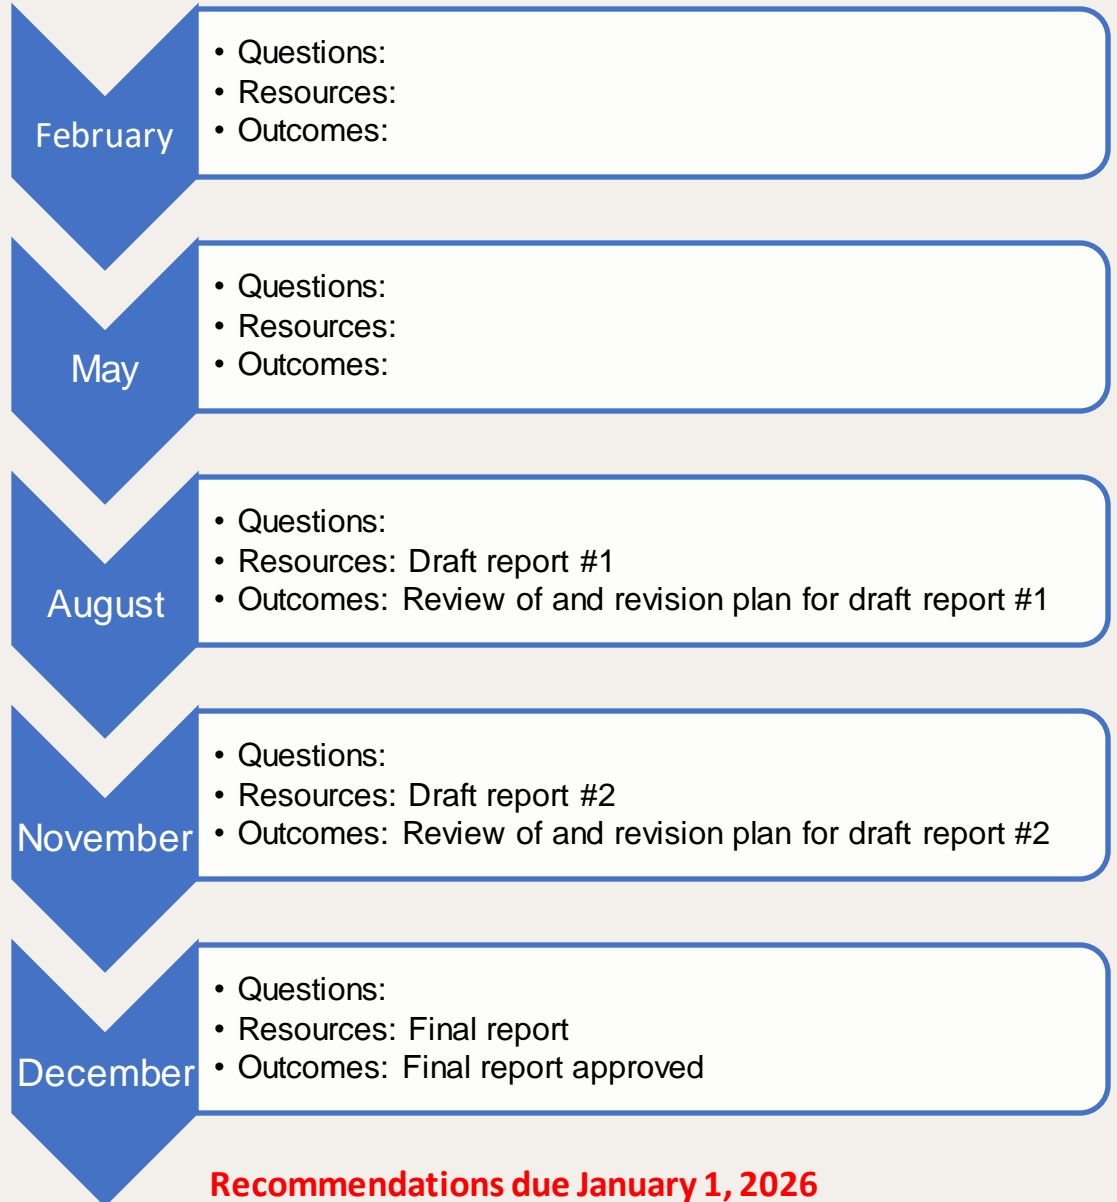 February
• Questions:
• Resources:
• Outcomes:
May
• Questions:
• Resources:
• Outcomes:
August
• Questions:
• Resources: Draft report #1
• Outcomes: Review of and revision plan for draft report #1
November
• Questions:
• Resources: Draft report #2
• Outcomes: Review of and revision plan for draft report #2
December
• Questions:
• Resources: Final report
• Outcomes: Final report approved
Recommendations due January 1, 2026